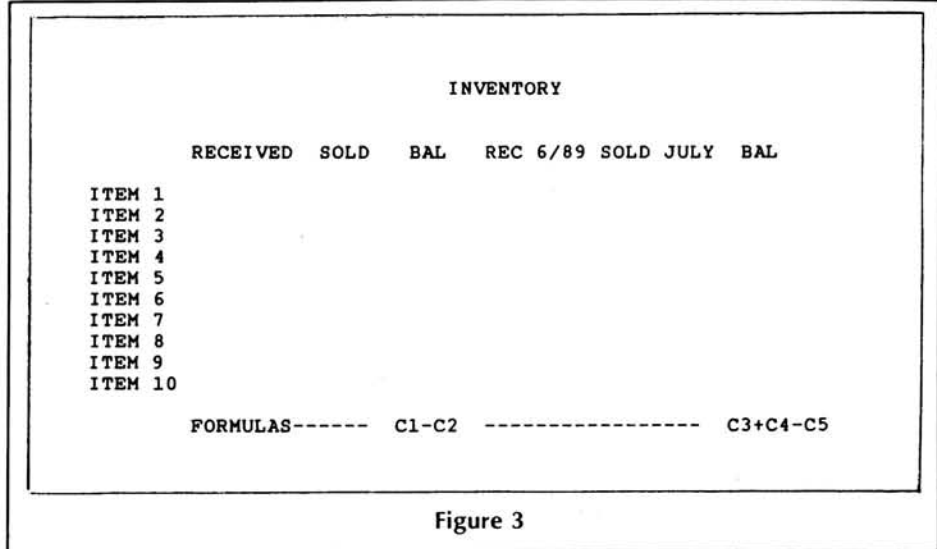 INVENTORY
RECEIVED SOLD BAL REC 6/89 SOLD JULY BAL
ITEM 1
ITEM 2
ITEM 3
ITEM 4
ITEM 5
ITEM 6
ITEM 7
ITEM 8
ITEM 9
ITEM 10
FORMULAS------ C1-C2 ----------------- C3+C4-C5
Figure 3